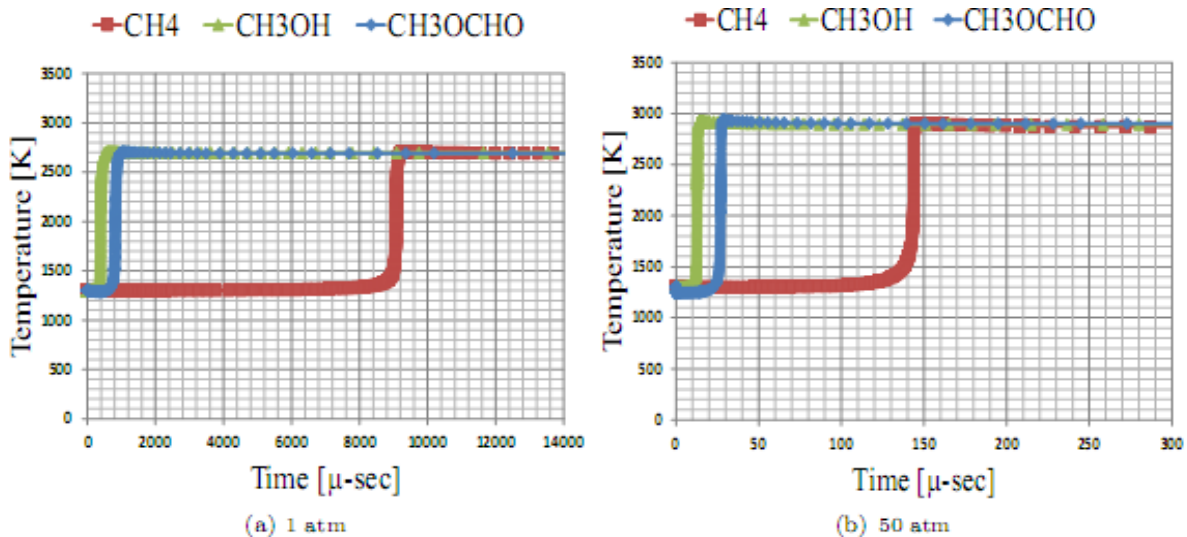 CH4 CH3OH CH3OCHO
3500
3000
2500
2000
1500
1000
500
0
Temperature [K]
0 2000 4000 6000 8000 10000 12000 14000
Time [μ-sec]
(a) 1 atm
CH4 CH3OH CH3OCHO
3500
3000
2500
2000
1500
1000
500
0
Temperature [K]
0 50 100 150 200 250 300
Time [μ-sec]
(b) 50 atm